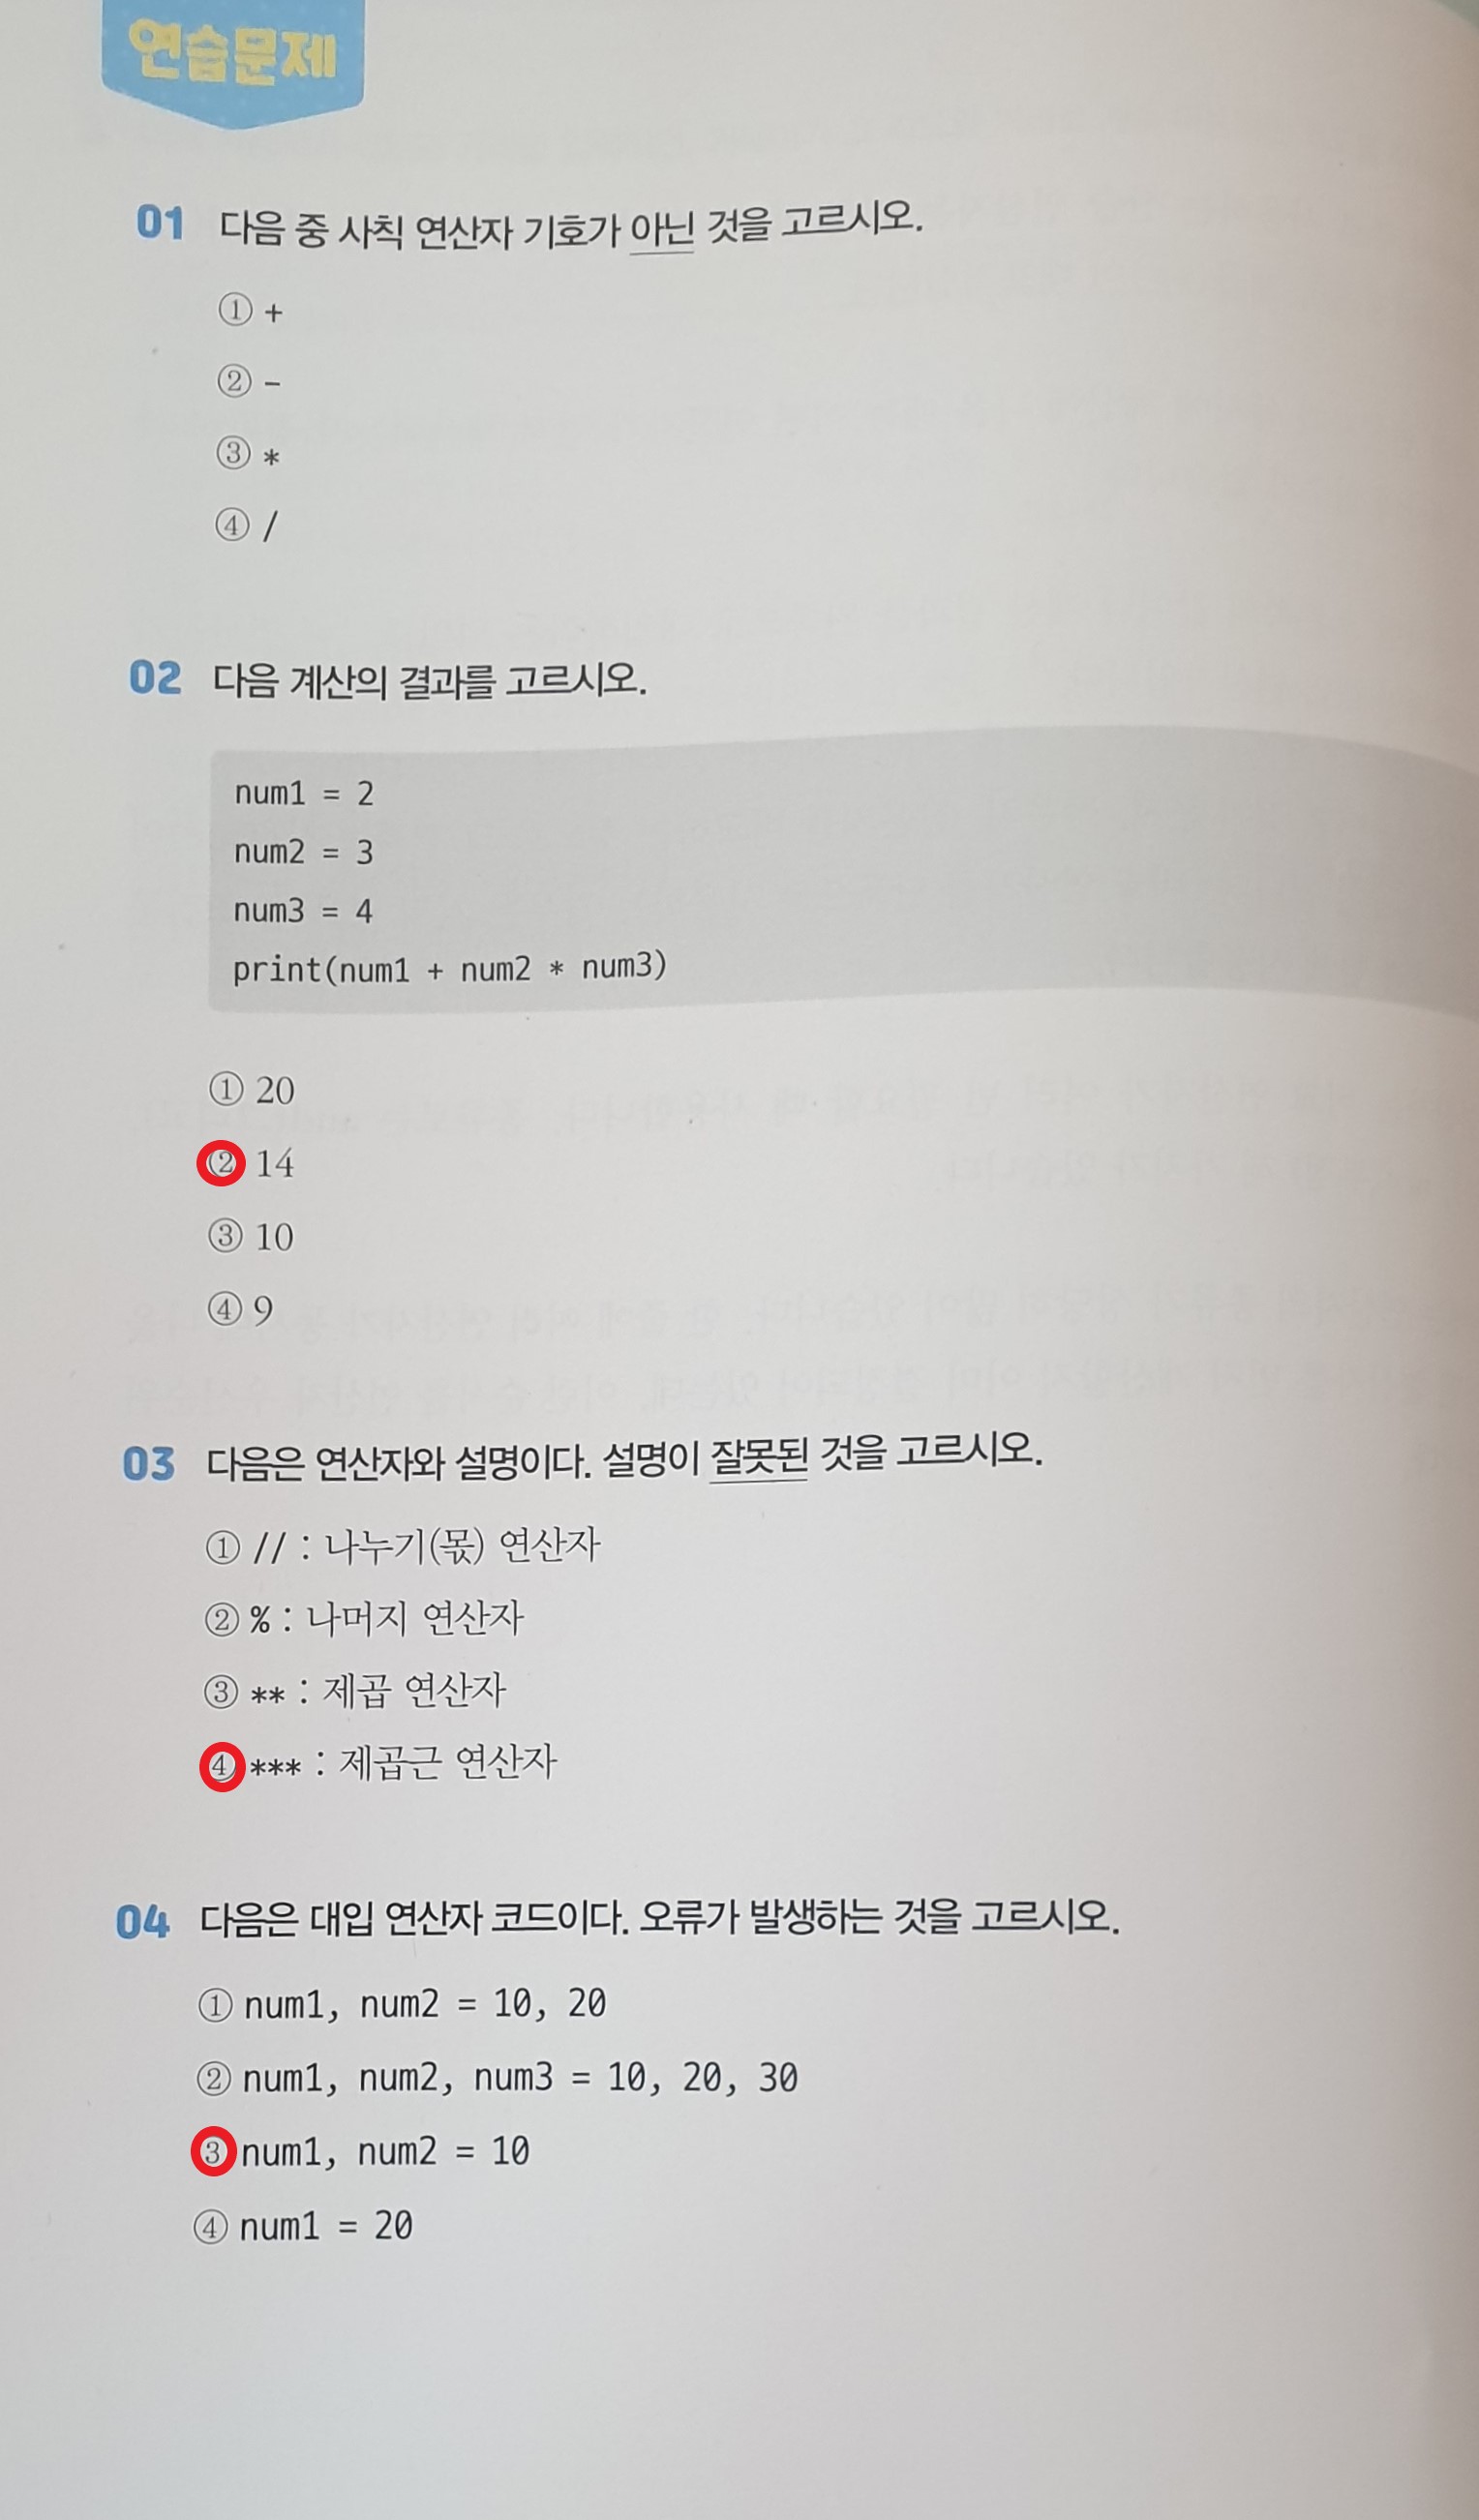 연습문제
01 다음 중 사칙 연산자 기호가 아닌 것을 고르시오.
① +
② -
③ *
④ /
02 다음 계산의 결과를 고르시오.
num1 = 2
num2 = 3
num3 = 4
print(num1 + num2 * num3)
① 20
② 14
③ 10
④ 9
03 다음은 연산자와 설명이다. 설명이 잘못된 것을 고르시오.
① // : 나누기(몫) 연산자
② % : 나머지 연산자
③ ** : 제곱 연산자
④ *** : 제곱근 연산자
04 다음은 대입 연산자 코드이다. 오류가 발생하는 것을 고르시오.
① num1, num2 = 10, 20
② num1, num2, num3 = 10, 20, 30
③ num1, num2 = 10
④ num1 = 20